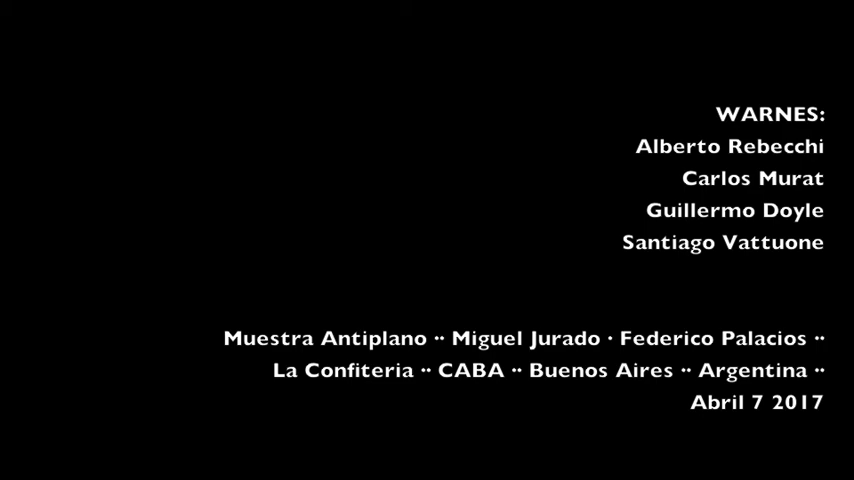 WARNES:
Alberto Rebecchi
Carlos Murat
Guillermo Doyle
Santiago Vattuone
Muestra Antiplano ·· Miguel Jurado · Federico Palacios ··
La Confiteria ·· CABA ·· Buenos Aires ·· Argentina ··
Abril 7 2017